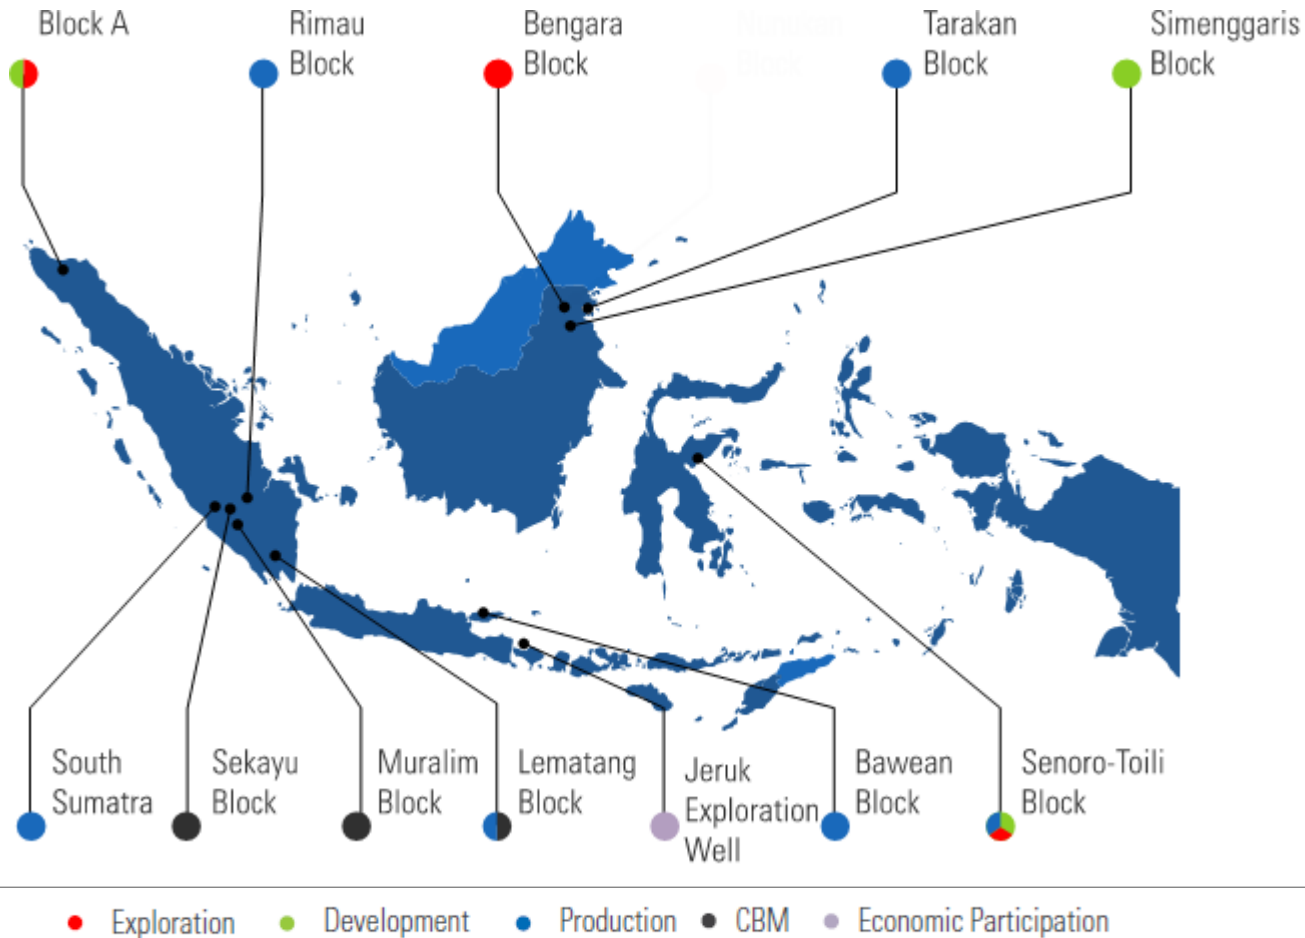 Block A
Rimau
Block
Bengara
Block
Tarakan
Block
Simenggaris
Block
South
Sumatra
Sekayu
Block
Muralim
Block
Lematang
Block
Jeruk
Exploration
Well
Bawean
Block
Senoro-Toili
Block
Exploration
Development
Production
CBM
Economic Participation